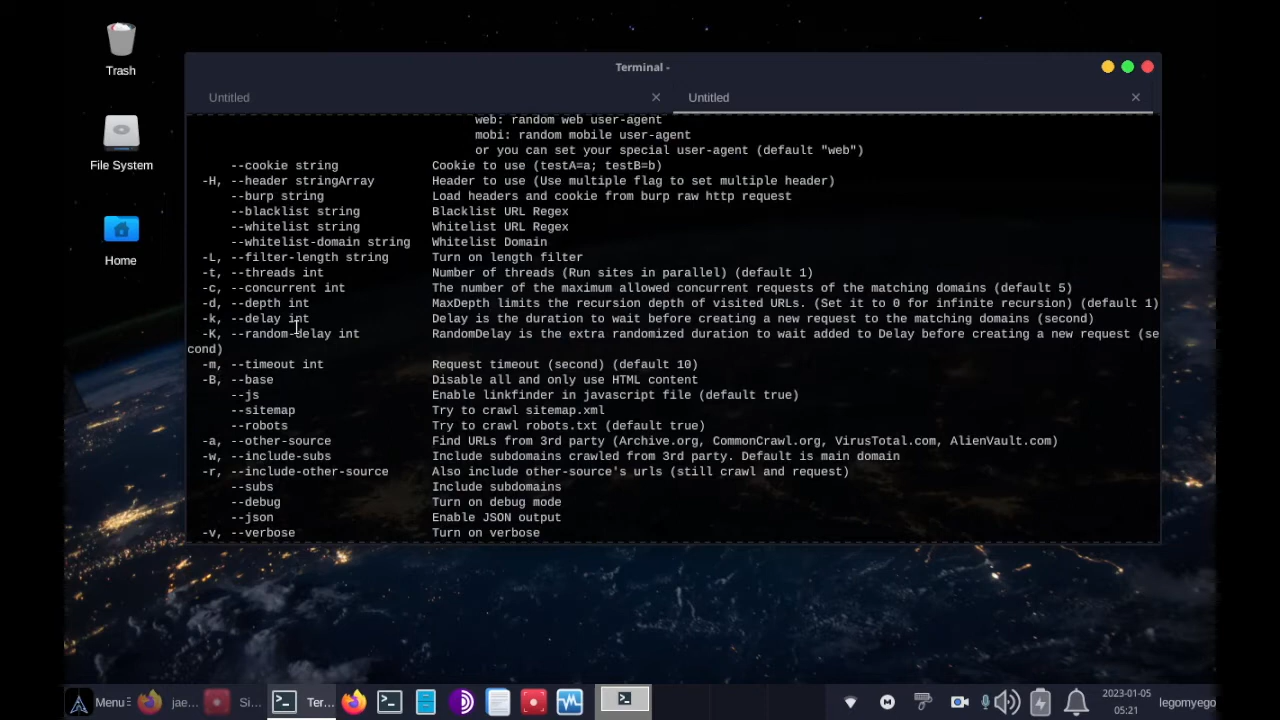 Trash
File System
Home
Terminal -
Untitled
Untitled
web: random web user-agent
mobi: random mobile user-agent
or you can set your special user-agent (default "web")
--cookie string Cookie to use (testA=a; testB=b)
-H, --header stringArray Header to use (Use multiple flag to set multiple header)
--burp string Load headers and cookie from burp raw http request
--blacklist string Blacklist URL Regex
--whitelist string Whitelist URL Regex
--whitelist-domain string Whitelist Domain
-L, --filter-length string Turn on length filter
-t, --threads int Number of threads (Run sites in parallel) (default 1)
-c, --concurrent int The number of the maximum allowed concurrent requests of the matching domains (default 5)
-d, --depth int MaxDepth limits the recursion depth of visited URLs. (Set it to 0 for infinite recursion) (default 1)
-k, --delay int Delay is the duration to wait before creating a new request to the matching domains (second)
-K, --random-delay int RandomDelay is the extra randomized duration to wait added to Delay before creating a new request (se
cond)
-m, --timeout int Request timeout (second) (default 10)
-B, --base Disable all and only use HTML content
--js Enable linkfinder in javascript file (default true)
--sitemap Try to crawl sitemap.xml
--robots Try to crawl robots.txt (default true)
-a, --other-source Find URLs from 3rd party (Archive.org, CommonCrawl.org, VirusTotal.com, AlienVault.com)
-w, --include-subs Include subdomains crawled from 3rd party. Default is main domain
-r, --include-other-source Also include other-source's urls (still crawl and request)
--subs Include subdomains
--debug Turn on debug mode
--json Enable JSON output
-v, --verbose Turn on verbose
Menu
jae...
Si...
Ter...
2023-01-05
05:21
legomyego